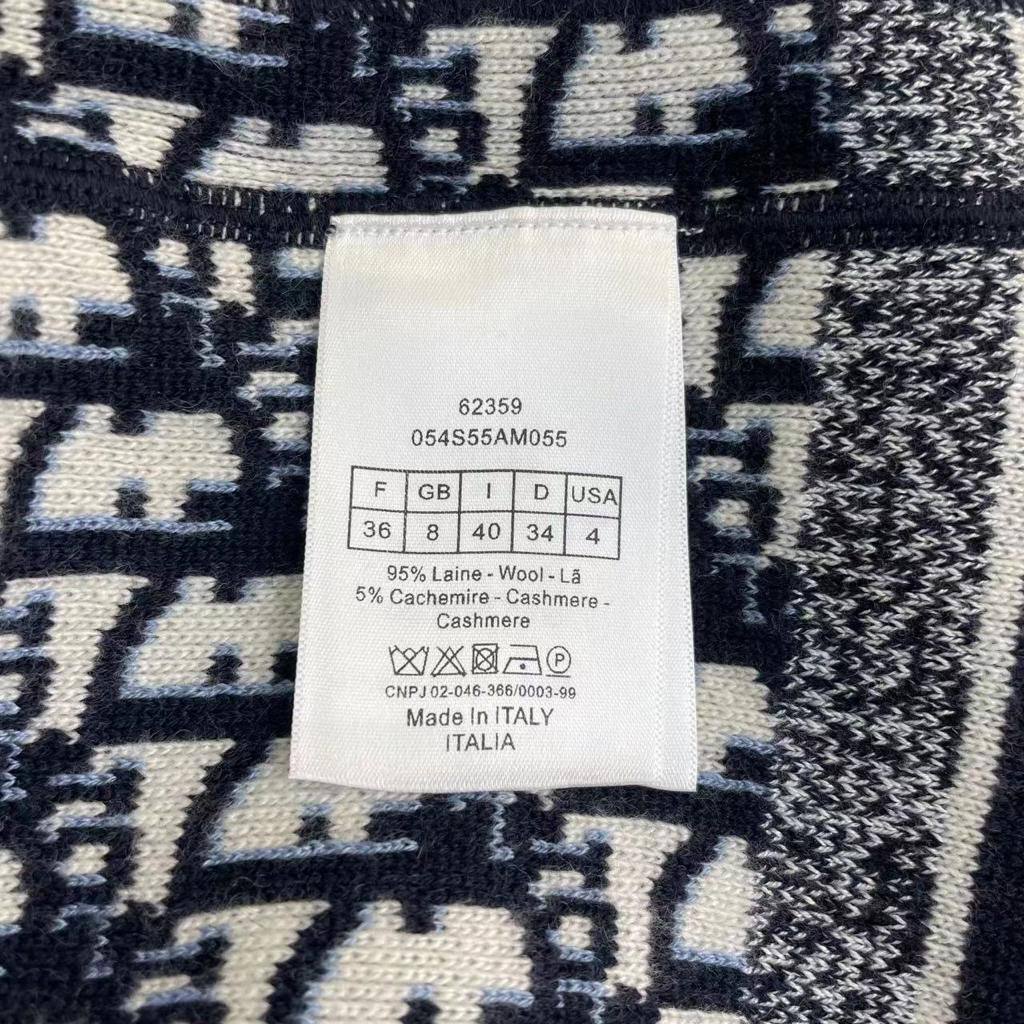 62359
054S55AM055
F GB I D USA
36 8 40 34 4
95% Laine - Wool - Lã
5% Cachemire - Cashmere -
Cashmere
P
CNPJ 02-046-366/0003-99
Made In ITALY
ITALIA